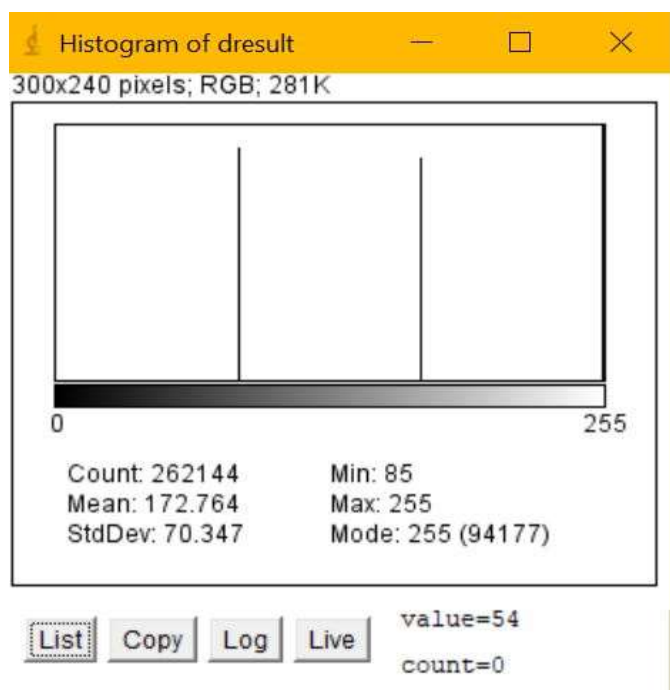 Histogram of dresult
300x240 pixels; RGB; 281K
0 255
Count: 262144 Min: 85
Mean: 172.764 Max: 255
StdDev: 70.347 Mode: 255 (94177)
List Copy Log Live value=54
count=0